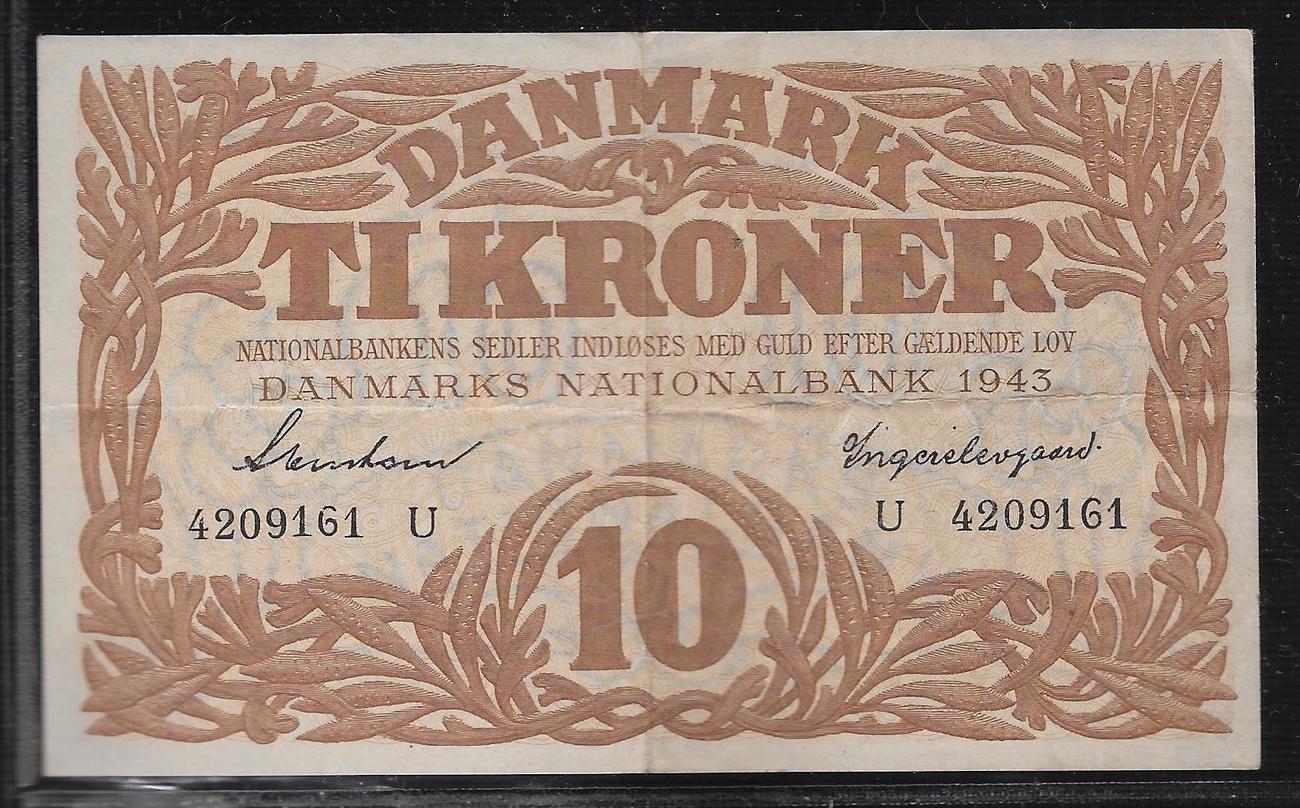 DANMARK
TI KRONER
NATIONALBANKENS SEDLER INDLØSES MED GULD EFTER GÆLDENDE LOV
DANMARKS NATIONALBANK 1943
4209161 U
U 4209161
10